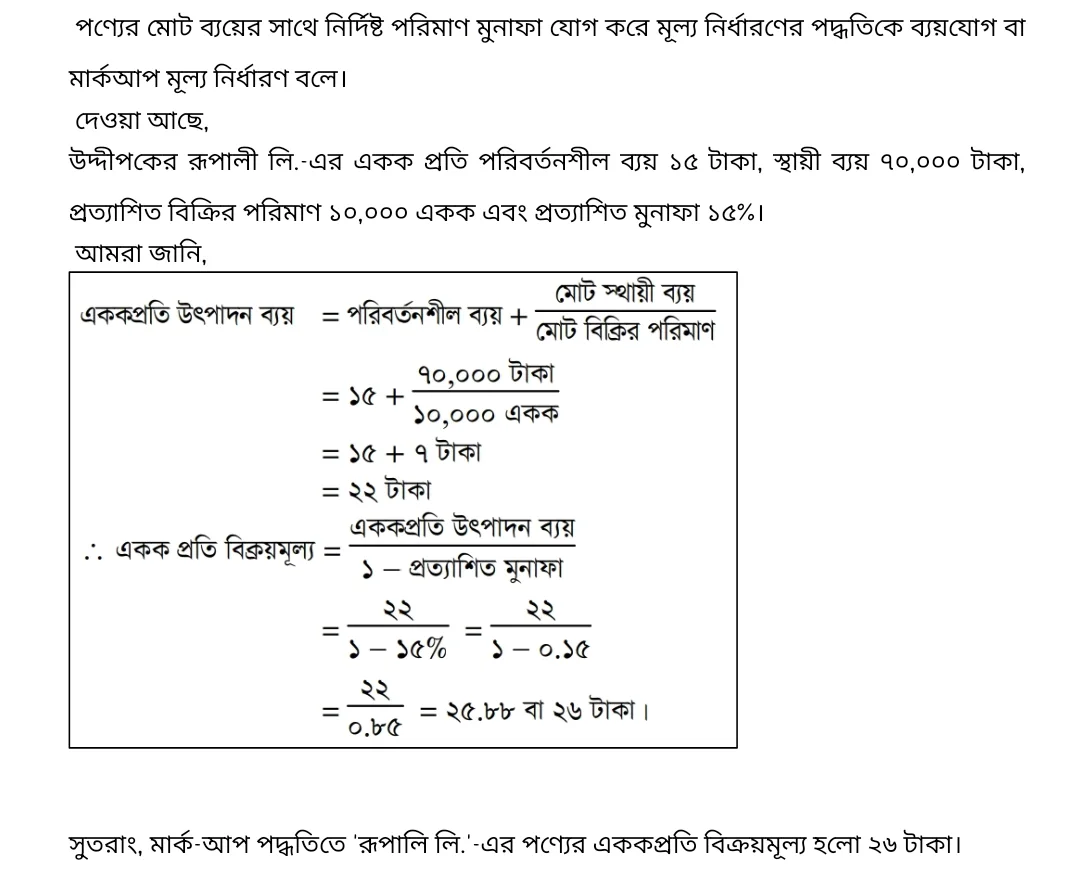 পণ্যের মোট ব্যয়ের সাথে নির্দিষ্ট পরিমাণ মুনাফা যোগ করে মূল্য নির্ধারণের পদ্ধতিকে ব্যয়যোগ বা
মার্কআপ মূল্য নির্ধারণ বলে।
দেওয়া আছে,
উদ্দীপকের রূপালী লি.-এর একক প্রতি পরিবর্তনশীল ব্যয় ১৫ টাকা, স্থায়ী ব্যয় ৭০,০০০ টাকা,
প্রত্যাশিত বিক্রির পরিমাণ ১০,০০০ একক এবং প্রত্যাশিত মুনাফা ১৫%।
আমরা জানি,
এককপ্রতি উৎপাদন ব্যয় = পরিবর্তনশীল ব্যয় + মোট স্থায়ী ব্যয় / মোট বিক্রির পরিমাণ
= ১৫ + ৭০,০০০ টাকা / ১০,০০০ একক
= ১৫ + ৭ টাকা
= ২২ টাকা
∴ একক প্রতি বিক্রয়মূল্য = এককপ্রতি উৎপাদন ব্যয় / ১ – প্রত্যাশিত মুনাফা
= ২২ / ১ – ১৫% = ২২ / ১ – ০.১৫
= ২২ / ০.৮৫ = ২৫.৮৮ বা ২৬ টাকা।
সুতরাং, মার্ক-আপ পদ্ধতিতে 'রূপালি লি.'-এর পণ্যের এককপ্রতি বিক্রয়মূল্য হলো ২৬ টাকা।